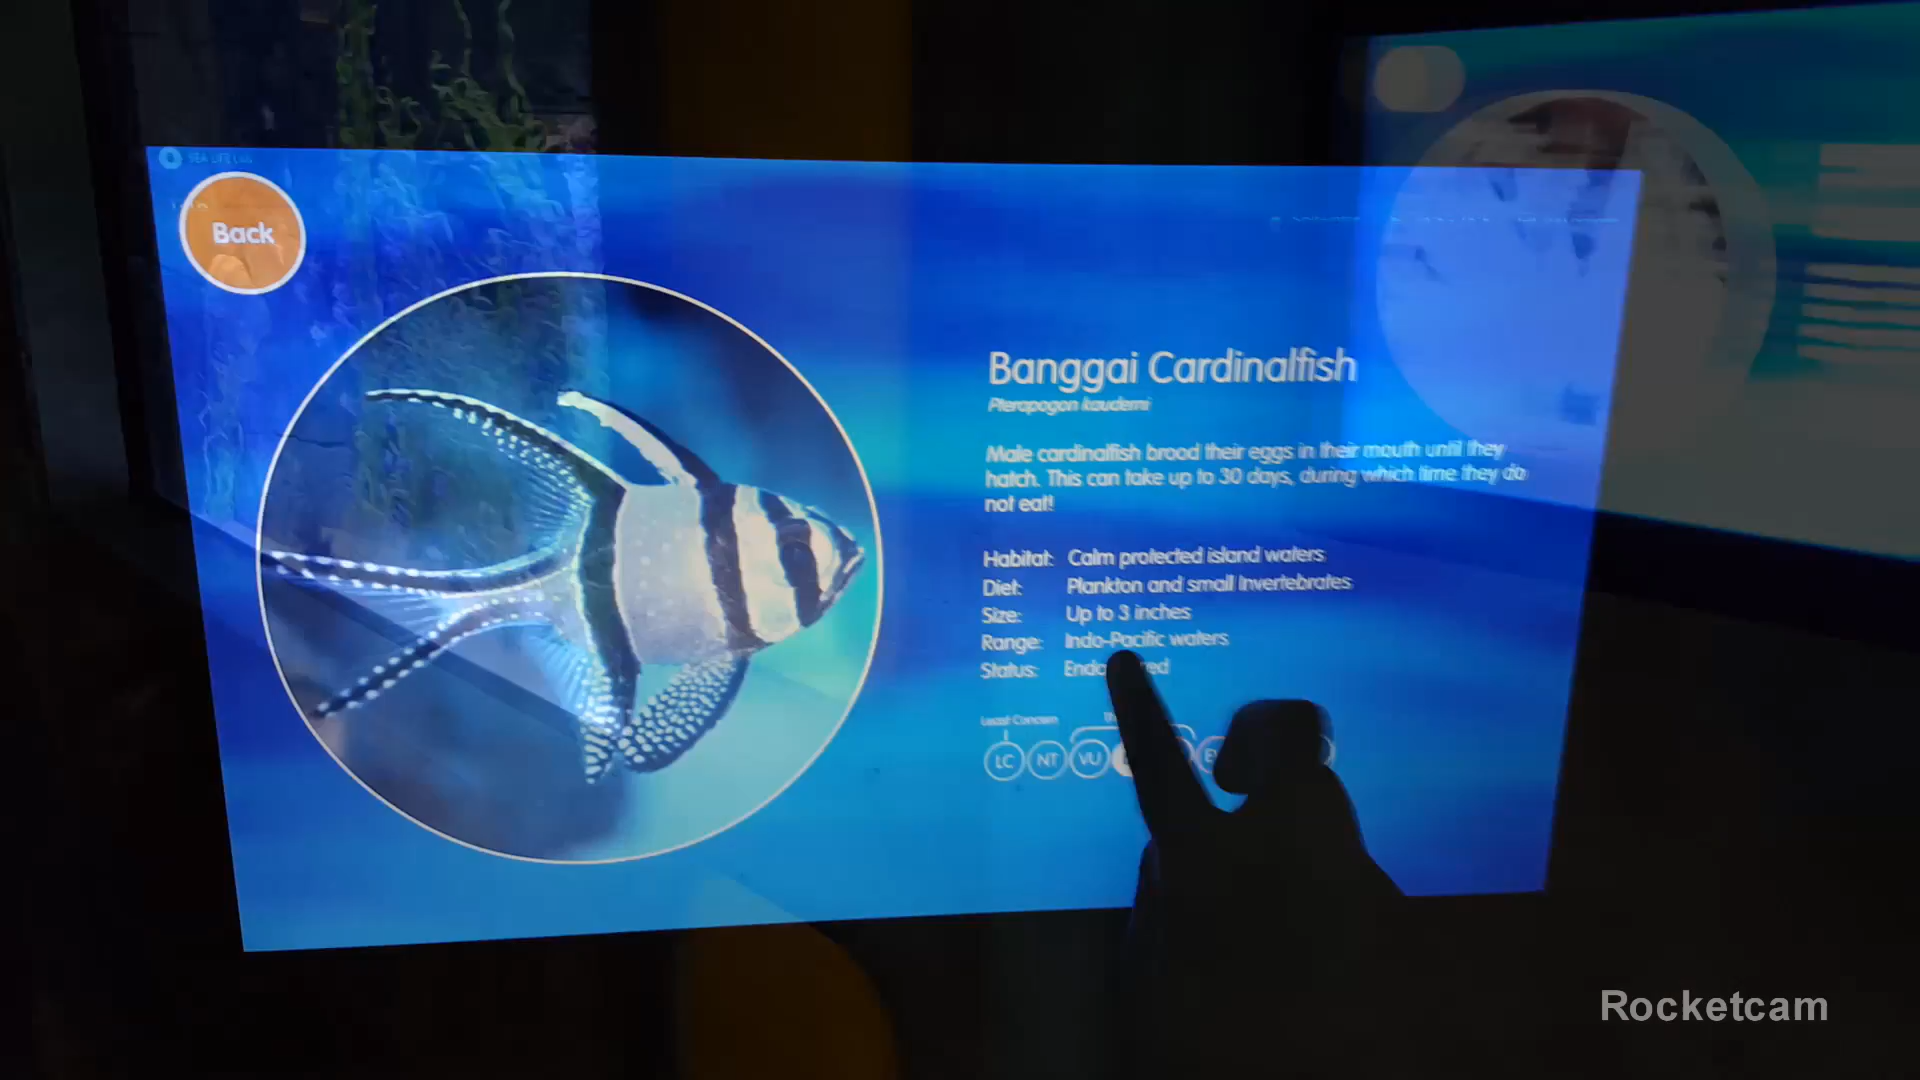 SEA LIFE
Back
Banggai Cardinalfish
Pterapogon kauderni
Male cardinalfish brood their eggs in their mouth until they
hatch. This can take up to 30 days, during which time they do
not eat!
Habitat: Calm protected island waters
Diet: Plankton and small Invertebrates
Size: Up to 3 inches
Range: Indo-Pacific waters
Status:
Least Concern
LC NT VU
Rocketcam